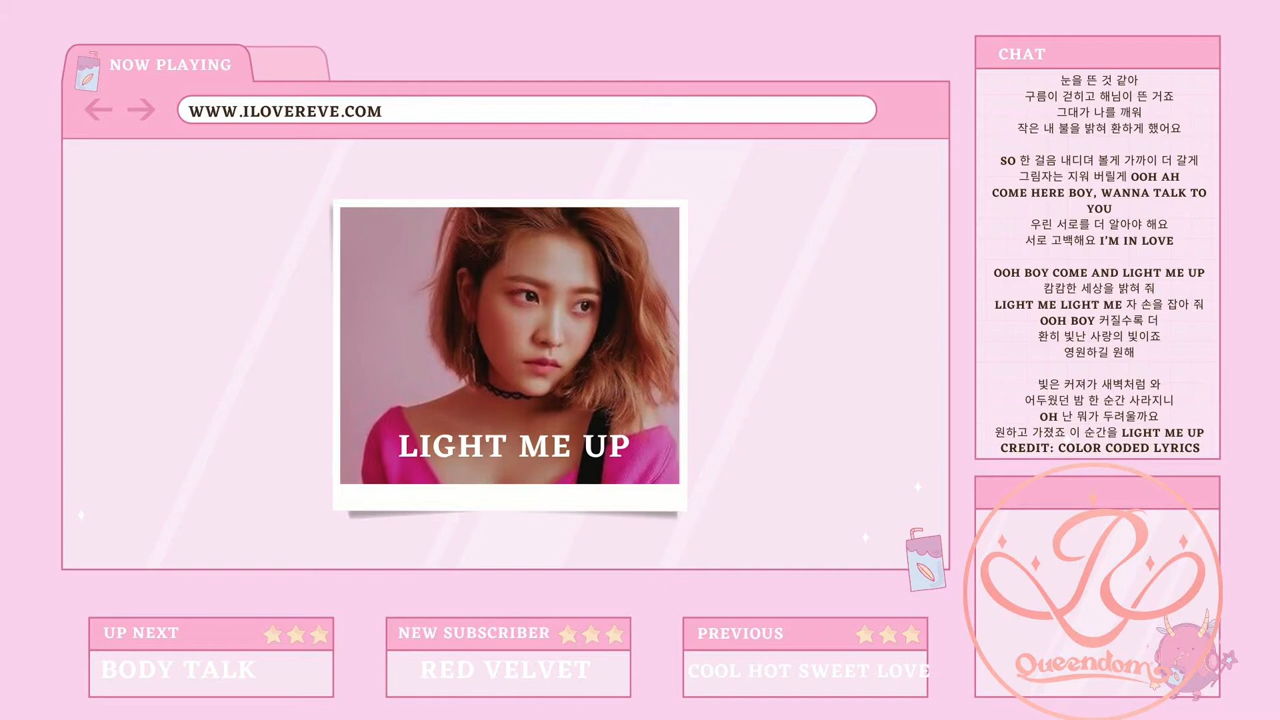 NOW PLAYING
WWW.ILOVEREVE.COM
LIGHT ME UP
CHAT
눈을 뜬 것 같아
구름이 걷히고 해님이 뜬 거죠
그대가 나를 깨워
작은 내 불을 밝혀 환하게 했어요
SO 한 걸음 내디뎌 볼게 가까이 더 갈게
그림자는 지워 버릴게 OOH AH
COME HERE BOY, WANNA TALK TO
YOU
우린 서로를 더 알아야 해요
서로 고백해요 I'M IN LOVE
OOH BOY COME AND LIGHT ME UP
캄캄한 세상을 밝혀 줘
LIGHT ME LIGHT ME 자 손을 잡아 줘
OOH BOY 커질수록 더
환히 빛난 사랑의 빛이죠
영원하길 원해
빛은 커져가 새벽처럼 와
어두웠던 밤 한 순간 사라지니
OH 난 뭐가 두려울까요
원하고 가졌죠 이 순간을 LIGHT ME UP
CREDIT: COLOR CODED LYRICS
UP NEXT
BODY TALK
NEW SUBSCRIBER
RED VELVET
PREVIOUS
COOL HOT SWEET LOVE
R
Queendom